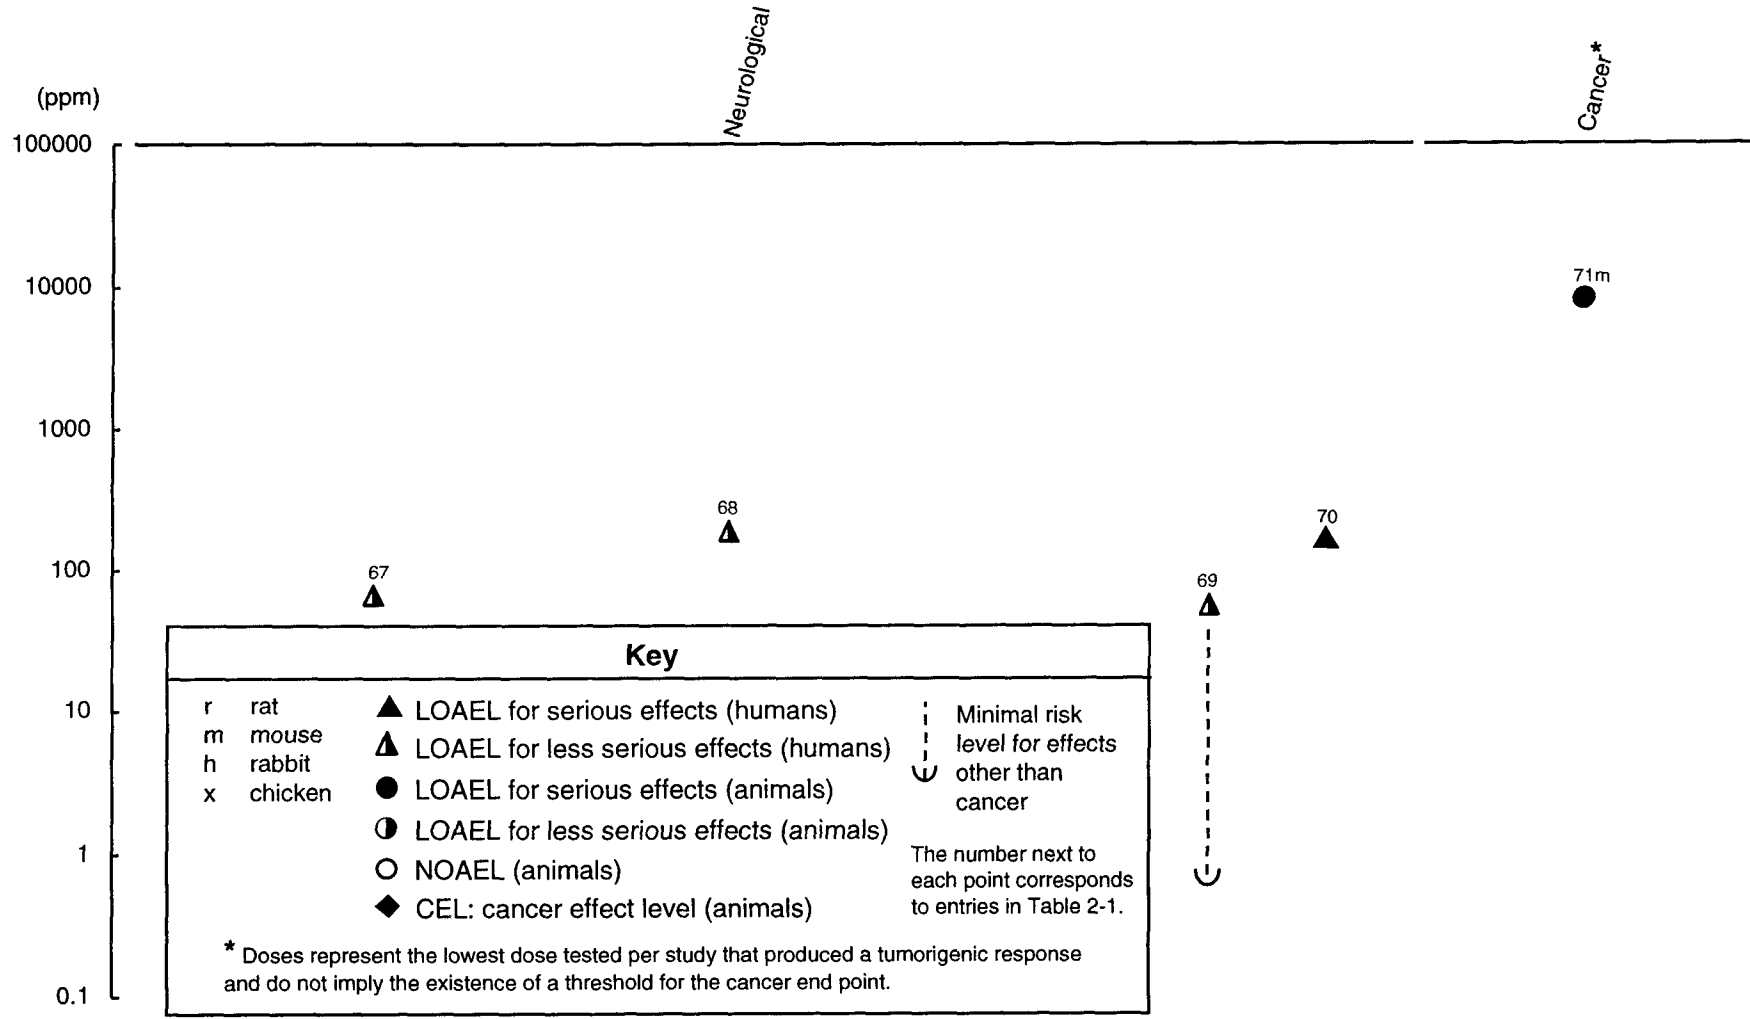 Neurological
Cancer*
(ppm)
100000
10000
1000
100
10
1
0.1
71m
68
70
67
69
Key
r rat
m mouse
h rabbit
x chicken
LOAEL for serious effects (humans)
LOAEL for less serious effects (humans)
LOAEL for serious effects (animals)
LOAEL for less serious effects (animals)
NOAEL (animals)
CEL: cancer effect level (animals)
Minimal risk
level for effects
other than
cancer
The number next to
each point corresponds
to entries in Table 2-1.
* Doses represent the lowest dose tested per study that produced a tumorigenic response
and do not imply the existence of a threshold for the cancer end point.